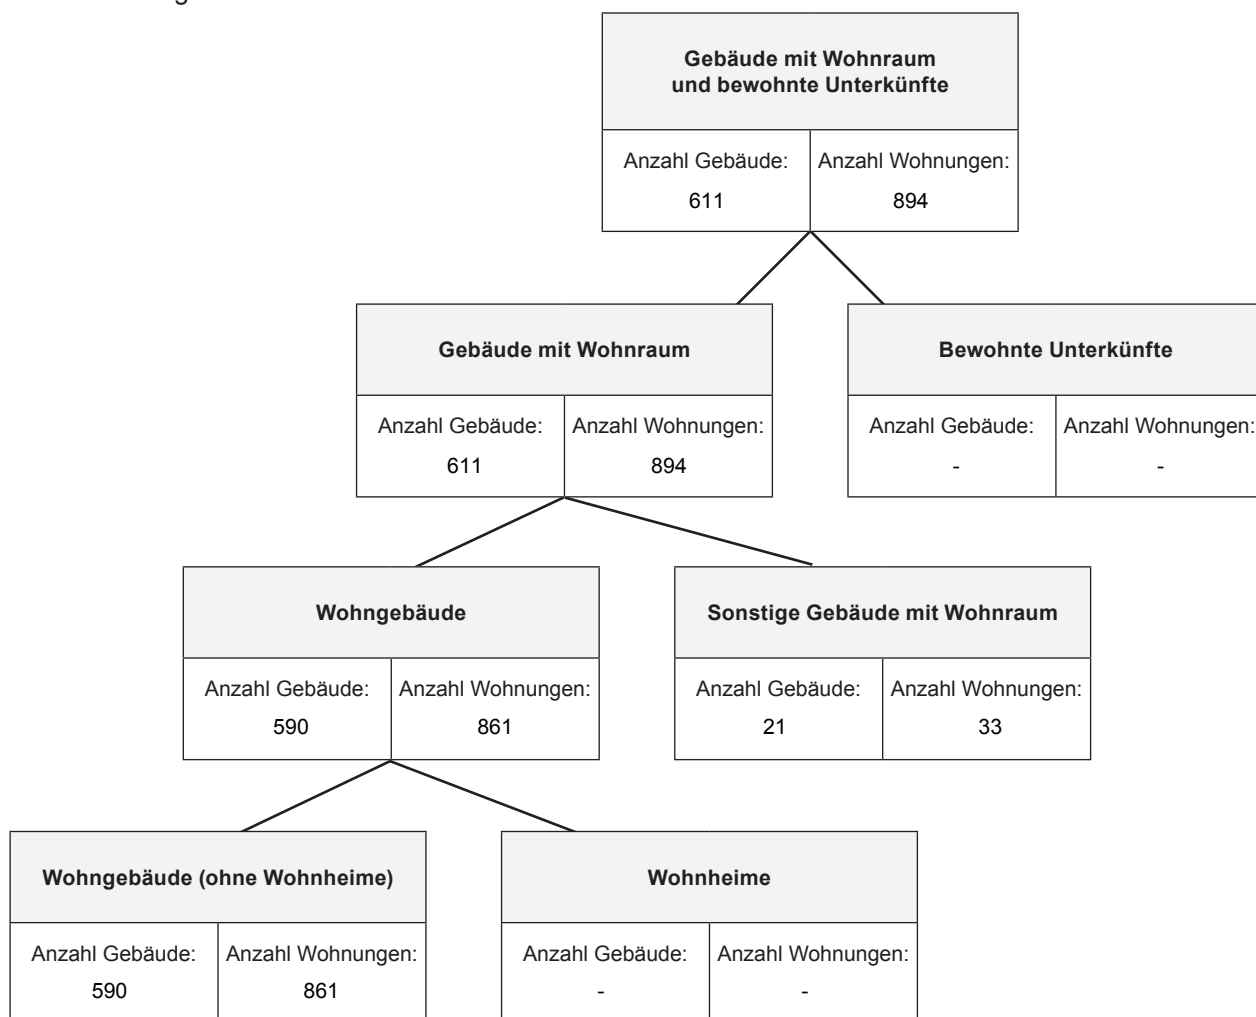 Gebäude mit Wohnraum
und bewohnte Unterkünfte
Anzahl Gebäude: Anzahl Wohnungen:
611 894
Gebäude mit Wohnraum Bewohnte Unterkünfte
Anzahl Gebäude: Anzahl Wohnungen: Anzahl Gebäude: Anzahl Wohnungen:
611 894 - -
Wohngebäude Sonstige Gebäude mit Wohnraum
Anzahl Gebäude: Anzahl Wohnungen: Anzahl Gebäude: Anzahl Wohnungen:
590 861 21 33
Wohngebäude (ohne Wohnheime) Wohnheime
Anzahl Gebäude: Anzahl Wohnungen: Anzahl Gebäude: Anzahl Wohnungen:
590 861 - -